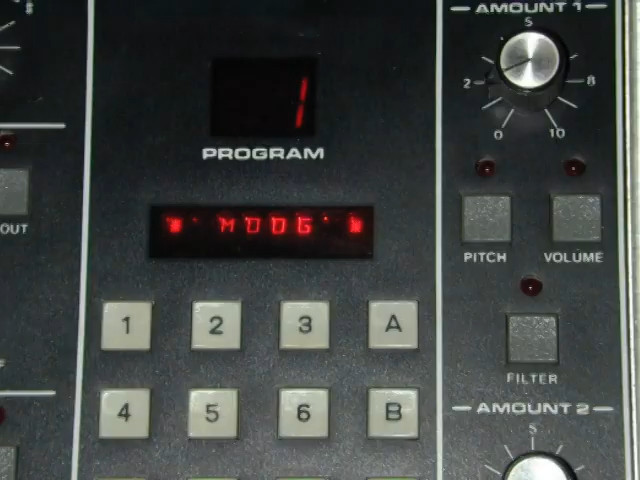 AMOUNT 1
5
2 8
0 10
1
PROGRAM
MOOG
OUT
PITCH VOLUME
1 2 3 A
FILTER
4 5 6 B
AMOUNT 2
5